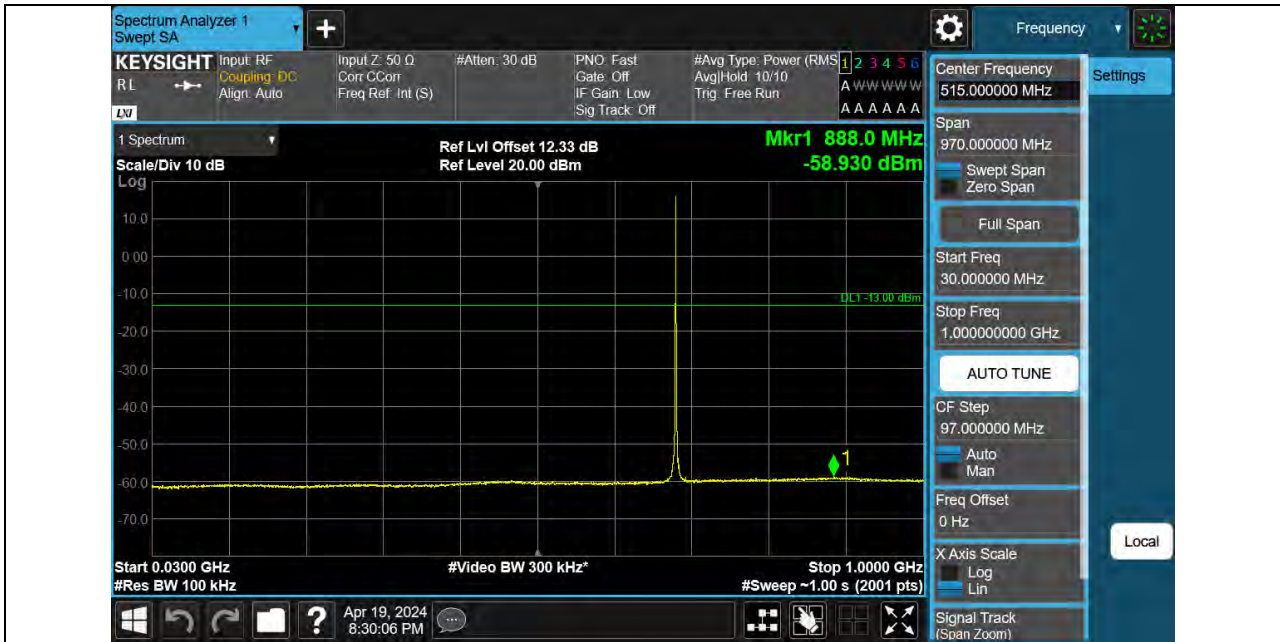 Spectrum Analyzer 1
Swept SA
+
Frequency
KEYSIGHT
RL
LXI
Input: RF
Coupling: DC
Align: Auto
Input Z: 50 Ω
Corr CCorr
Freq Ref: Int (S)
#Atten: 30 dB
PNO: Fast
Gate: Off
IF Gain: Low
Sig Track: Off
#Avg Type: Power (RMS
Avg|Hold: 10/10
Trig: Free Run
1 2 3 4 5 6
A W W W W W
A A A A A A
Center Frequency
515.000000 MHz
Settings
1 Spectrum
Scale/Div 10 dB
Ref Lvl Offset 12.33 dB
Ref Level 20.00 dBm
Mkr1 888.0 MHz
-58.930 dBm
Span
970.000000 MHz
Swept Span
Zero Span
Full Span
Start Freq
30.000000 MHz
Stop Freq
1.000000000 GHz
AUTO TUNE
CF Step
97.000000 MHz
Auto
Man
Freq Offset
0 Hz
X Axis Scale
Log
Lin
Signal Track
(Span Zoom)
Local
Log
10.0
0.00
-10.0
DL1 -13.00 dBm
-20.0
-30.0
-40.0
-50.0
1
-60.0
-70.0
Start 0.0300 GHz
#Video BW 300 kHz*
Stop 1.0000 GHz
#Res BW 100 kHz
#Sweep ~1.00 s (2001 pts)
?
Apr 19, 2024
8:30:06 PM